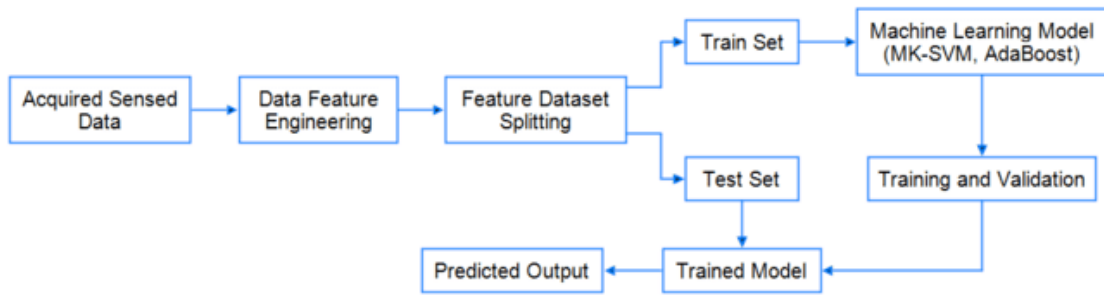 Acquired Sensed
Data
Data Feature
Engineering
Feature Dataset
Splitting
Train Set
Machine Learning Model
(MK-SVM, AdaBoost)
Test Set
Training and Validation
Predicted Output
Trained Model